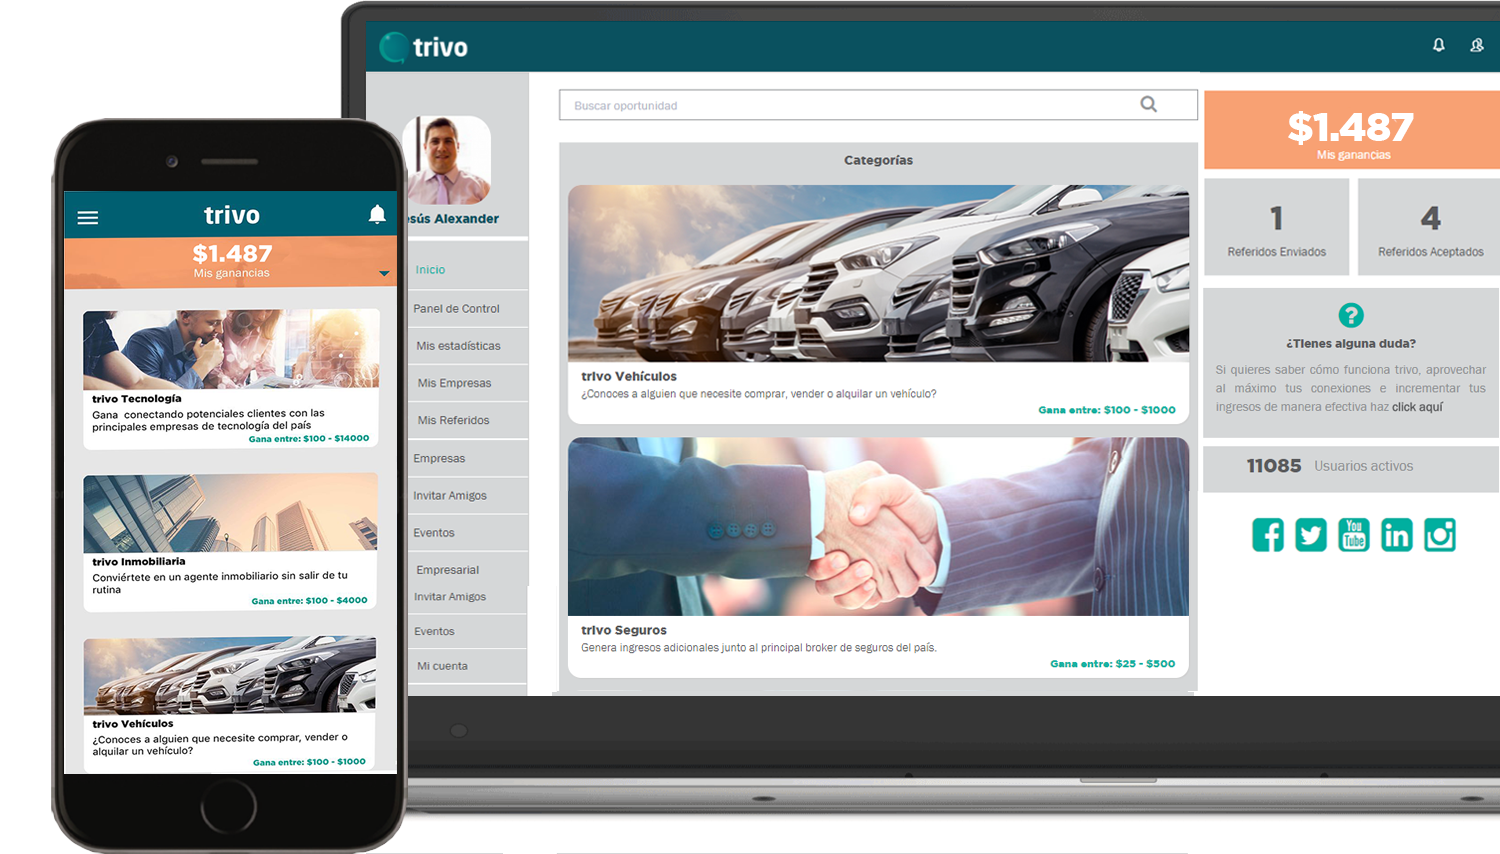 trivo
$1.487
Mis ganancias
trivo Tecnología
Gana conectando potenciales clientes con las
principales empresas de tecnología del país
Gana entre: $100 - $14000
trivo Inmobiliaria
Conviértete en un agente inmobiliario sin salir de tu
rutina
Gana entre: $100 - $4000
trivo Vehículos
¿Conoces a alguien que necesite comprar, vender o
alquilar un vehículo?
Gana entre: $100 - $1000
trivo
esús Alexander
Inicio
Panel de Control
Mis estadísticas
Mis Empresas
Mis Referidos
Empresas
Invitar Amigos
Eventos
Empresarial
Invitar Amigos
Eventos
Mi cuenta
Buscar oportunidad
Categorías
trivo Vehículos
¿Conoces a alguien que necesite comprar, vender o alquilar un vehículo?
Gana entre: $100 - $1000
trivo Seguros
Genera ingresos adicionales junto al principal broker de seguros del país.
Gana entre: $25 - $500
$1.487
Mis ganancias
1
Referidos Enviados
4
Referidos Aceptados
?
¿Tienes alguna duda?
Si quieres saber cómo funciona trivo, aprovechar
al máximo tus conexiones e incrementar tus
ingresos de manera efectiva haz click aquí
11085 Usuarios activos
You
Tube
in